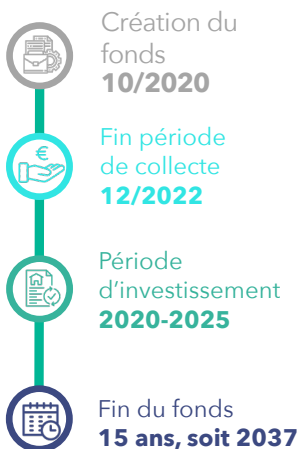 Création du
fonds
10/2020
€
Fin période
de collecte
12/2022
Période
d'investissement
2020-2025
Fin du fonds
15 ans, soit 2037